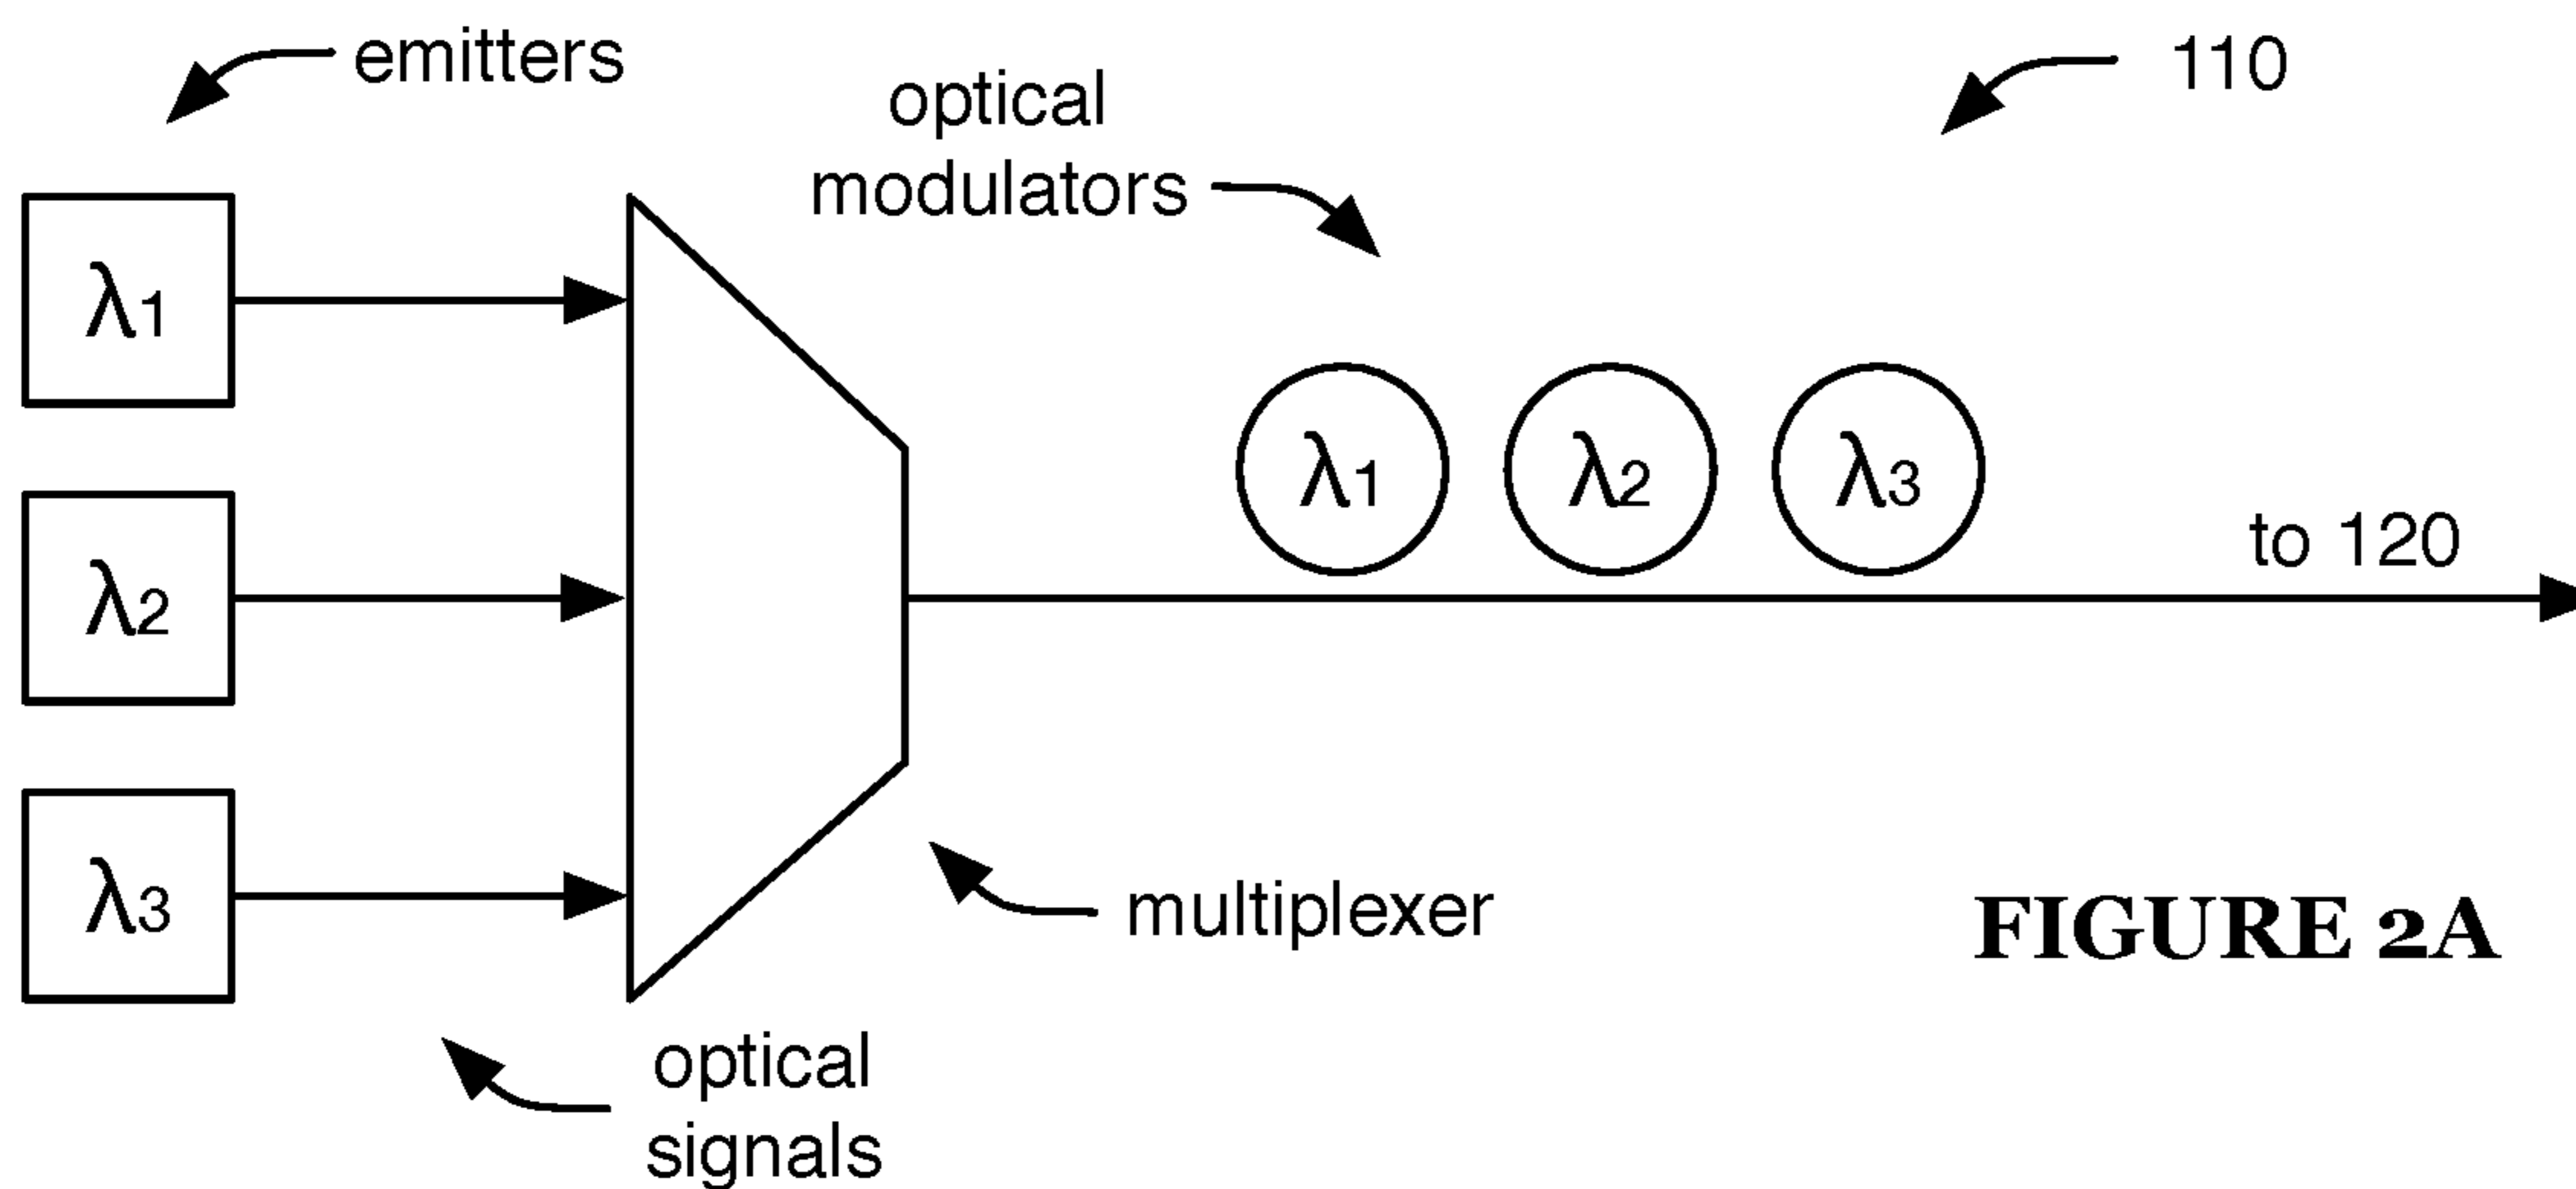 emitters
110
optical
modulators
λ1
λ1
λ2
λ3
to 120
λ2
λ3
multiplexer
FIGURE 2A
optical
signals